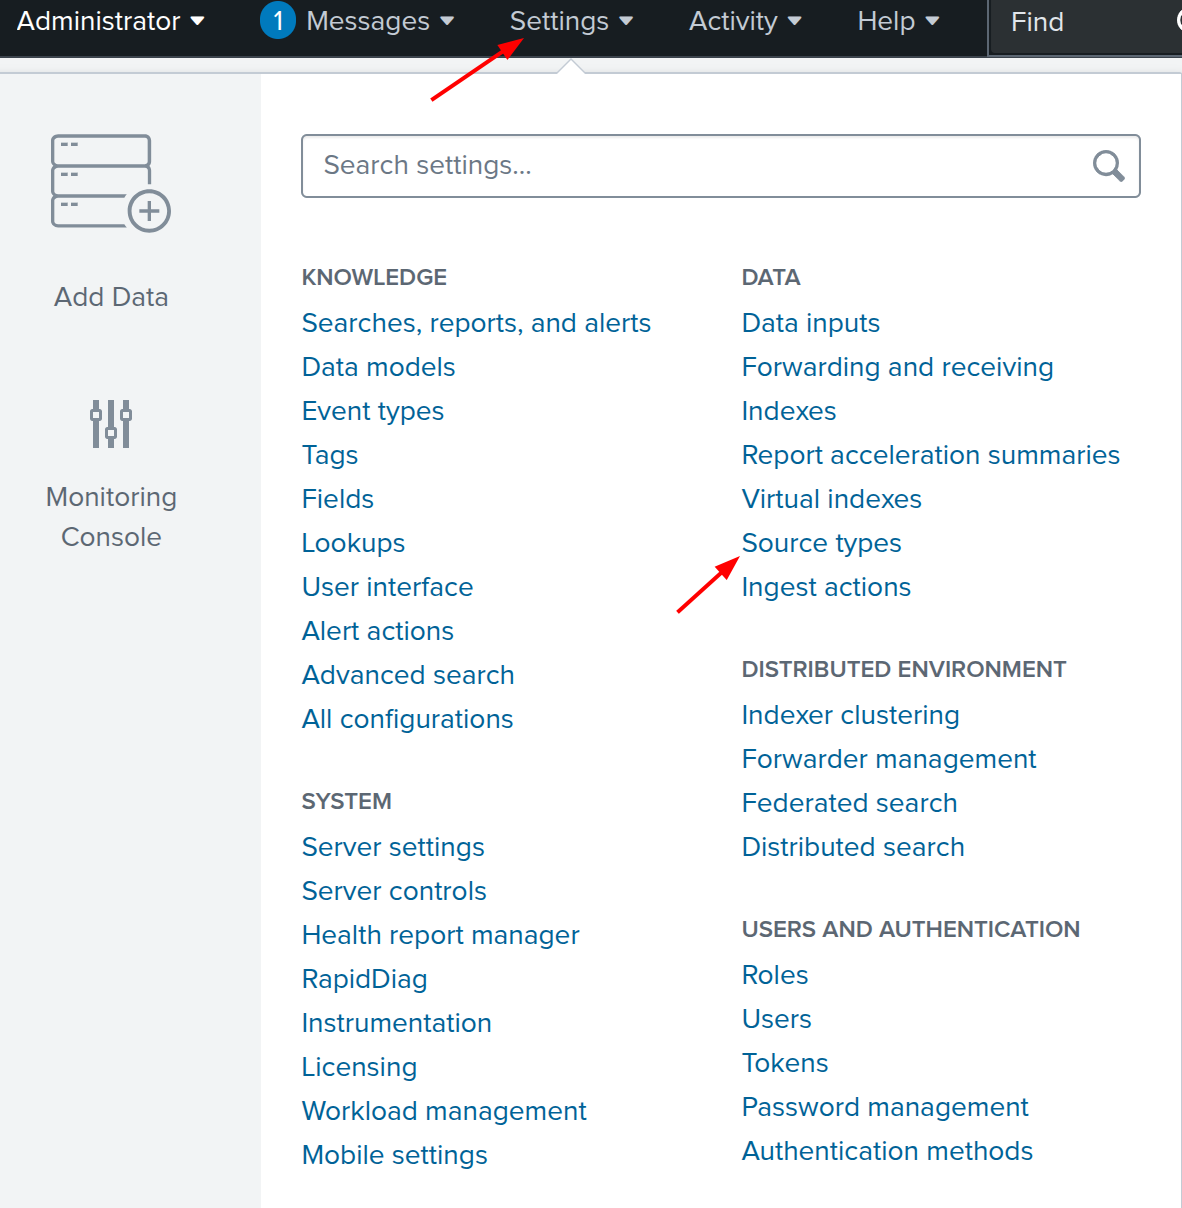 Administrator 1 Messages Settings Activity Help Find
Search settings...
Add Data
Monitoring
Console
KNOWLEDGE
Searches, reports, and alerts
Data models
Event types
Tags
Fields
Lookups
User interface
Alert actions
Advanced search
All configurations
SYSTEM
Server settings
Server controls
Health report manager
RapidDiag
Instrumentation
Licensing
Workload management
Mobile settings
DATA
Data inputs
Forwarding and receiving
Indexes
Report acceleration summaries
Virtual indexes
Source types
Ingest actions
DISTRIBUTED ENVIRONMENT
Indexer clustering
Forwarder management
Federated search
Distributed search
USERS AND AUTHENTICATION
Roles
Users
Tokens
Password management
Authentication methods